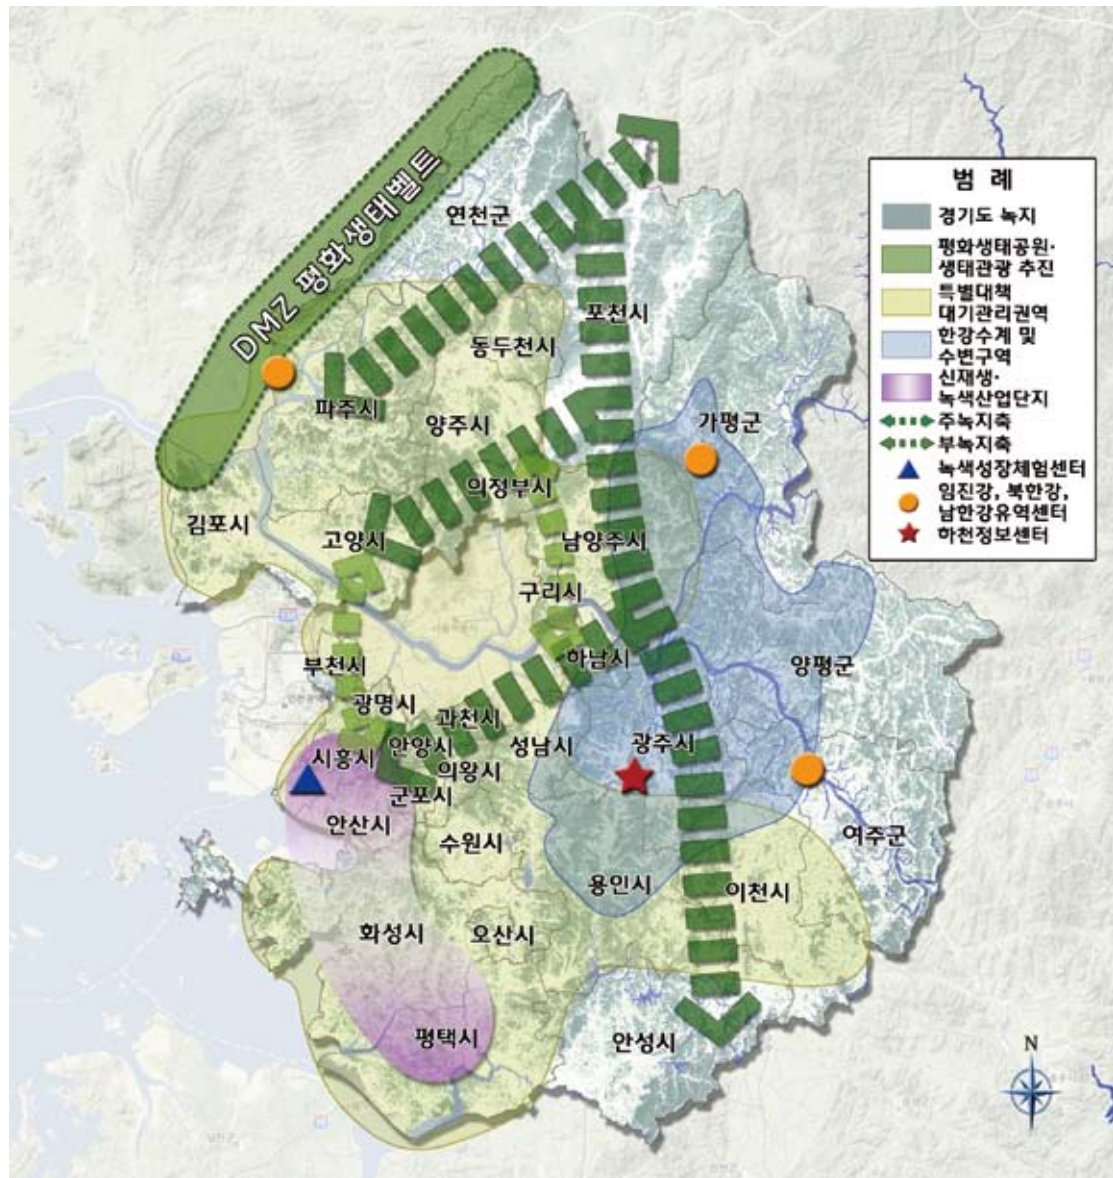 범 례
경기도 녹지
평화생태공원·
생태관광 추진
특별대책
대기관리권역
한강수계 및
수변구역
신재생·
녹색산업단지
주녹지축
부녹지축
녹색성장체험센터
임진강, 북한강,
남한강유역센터
하천정보센터
DMZ 평화생태벨트
연천군
포천시
동두천시
파주시
양주시
가평군
의정부시
김포시
고양시
남양주시
구리시
부천시
하남시
양평군
광명시
과천시
시흥시
안양시
성남시
광주시
의왕시
군포시
안산시
수원시
여주군
용인시
이천시
화성시
오산시
평택시
안성시
N